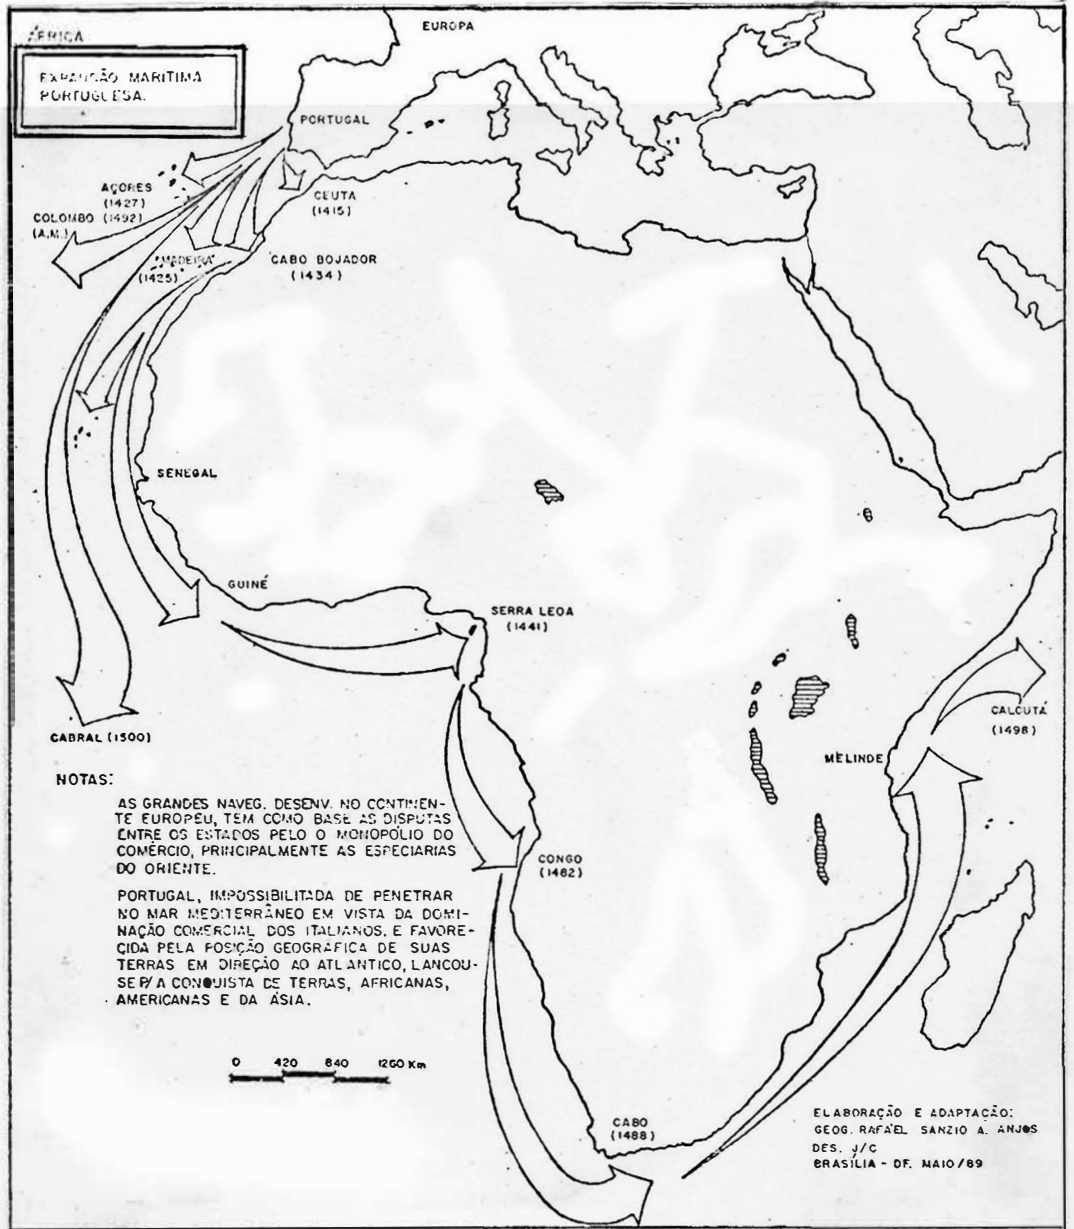 ÁFRICA:
EXPANSÃO MARÍTIMA
PORTUGUESA.
EUROPA
PORTUGAL
AÇORES
(1427)
COLOMBO (1492)
(A.M.)
CEUTA
(1415)
MADEIRA
(1425)
CABO BOJADOR
(1434)
SENEGAL
GUINÉ
SERRA LEOA
(1441)
CABRAL (1500)
CALCUTÁ
(1498)
MELINDE
CONGO
(1482)
CABO
(1488)
NOTAS:
AS GRANDES NAVEG. DESENV. NO CONTINEN-
TE EUROPEU, TEM COMO BASE AS DISPUTAS
ENTRE OS ESTADOS PELO O MONOPÓLIO DO
COMÉRCIO, PRINCIPALMENTE AS ESPECIARIAS
DO ORIENTE.
PORTUGAL, IMPOSSIBILITADA DE PENETRAR
NO MAR MEDITERRÂNEO EM VISTA DA DOMI-
NAÇÃO COMERCIAL DOS ITALIANOS, E FAVORE-
CIDA PELA POSIÇÃO GEOGRÁFICA DE SUAS
TERRAS EM DIREÇÃO AO ATLANTICO, LANCOU-
SE P/ A CONQUISTA DE TERRAS, AFRICANAS,
AMERICANAS E DA ÁSIA.
0 420 840 1260 Km
ELABORAÇÃO E ADAPTAÇÃO:
GEOG. RAFAEL SANZIO A. ANJOS
DES. J/C
BRASÍLIA - DF. MAIO/89